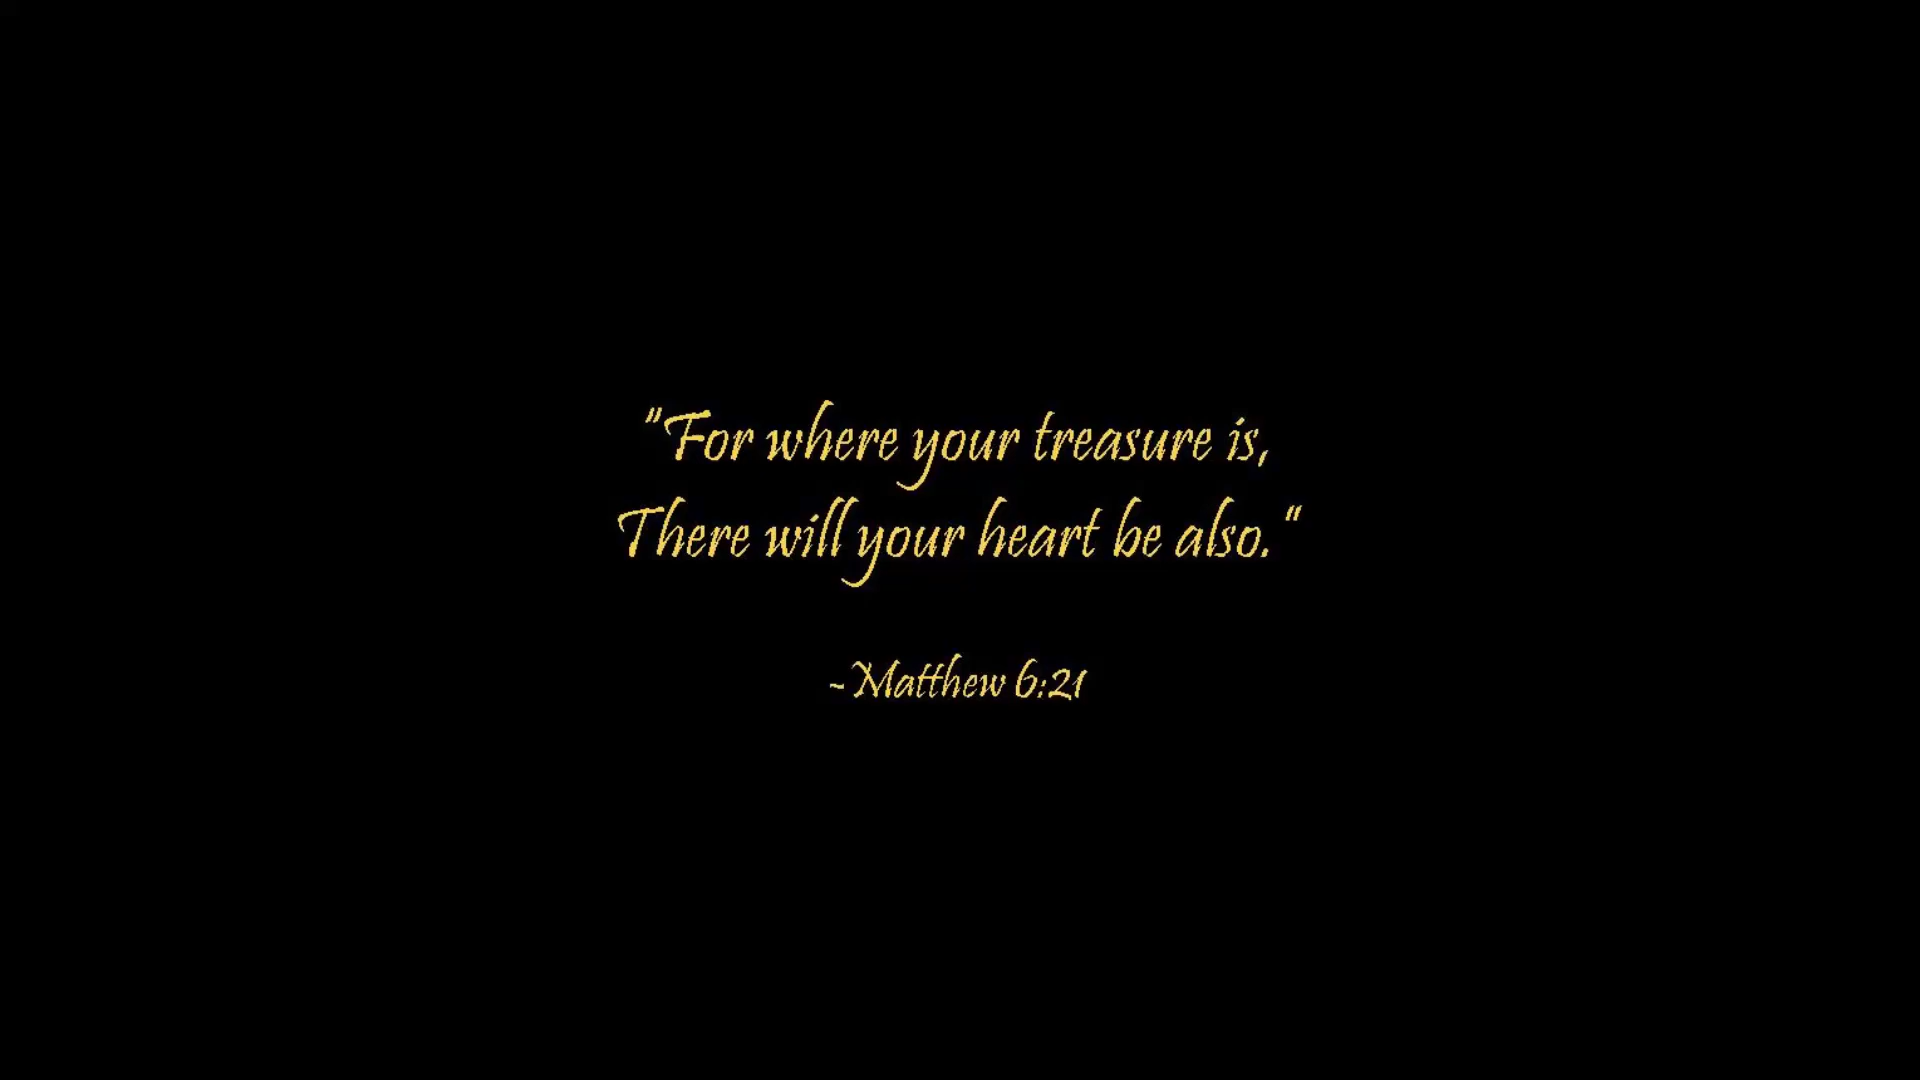 "For where your treasure is,
There will your heart be also."
~Matthew 6:21